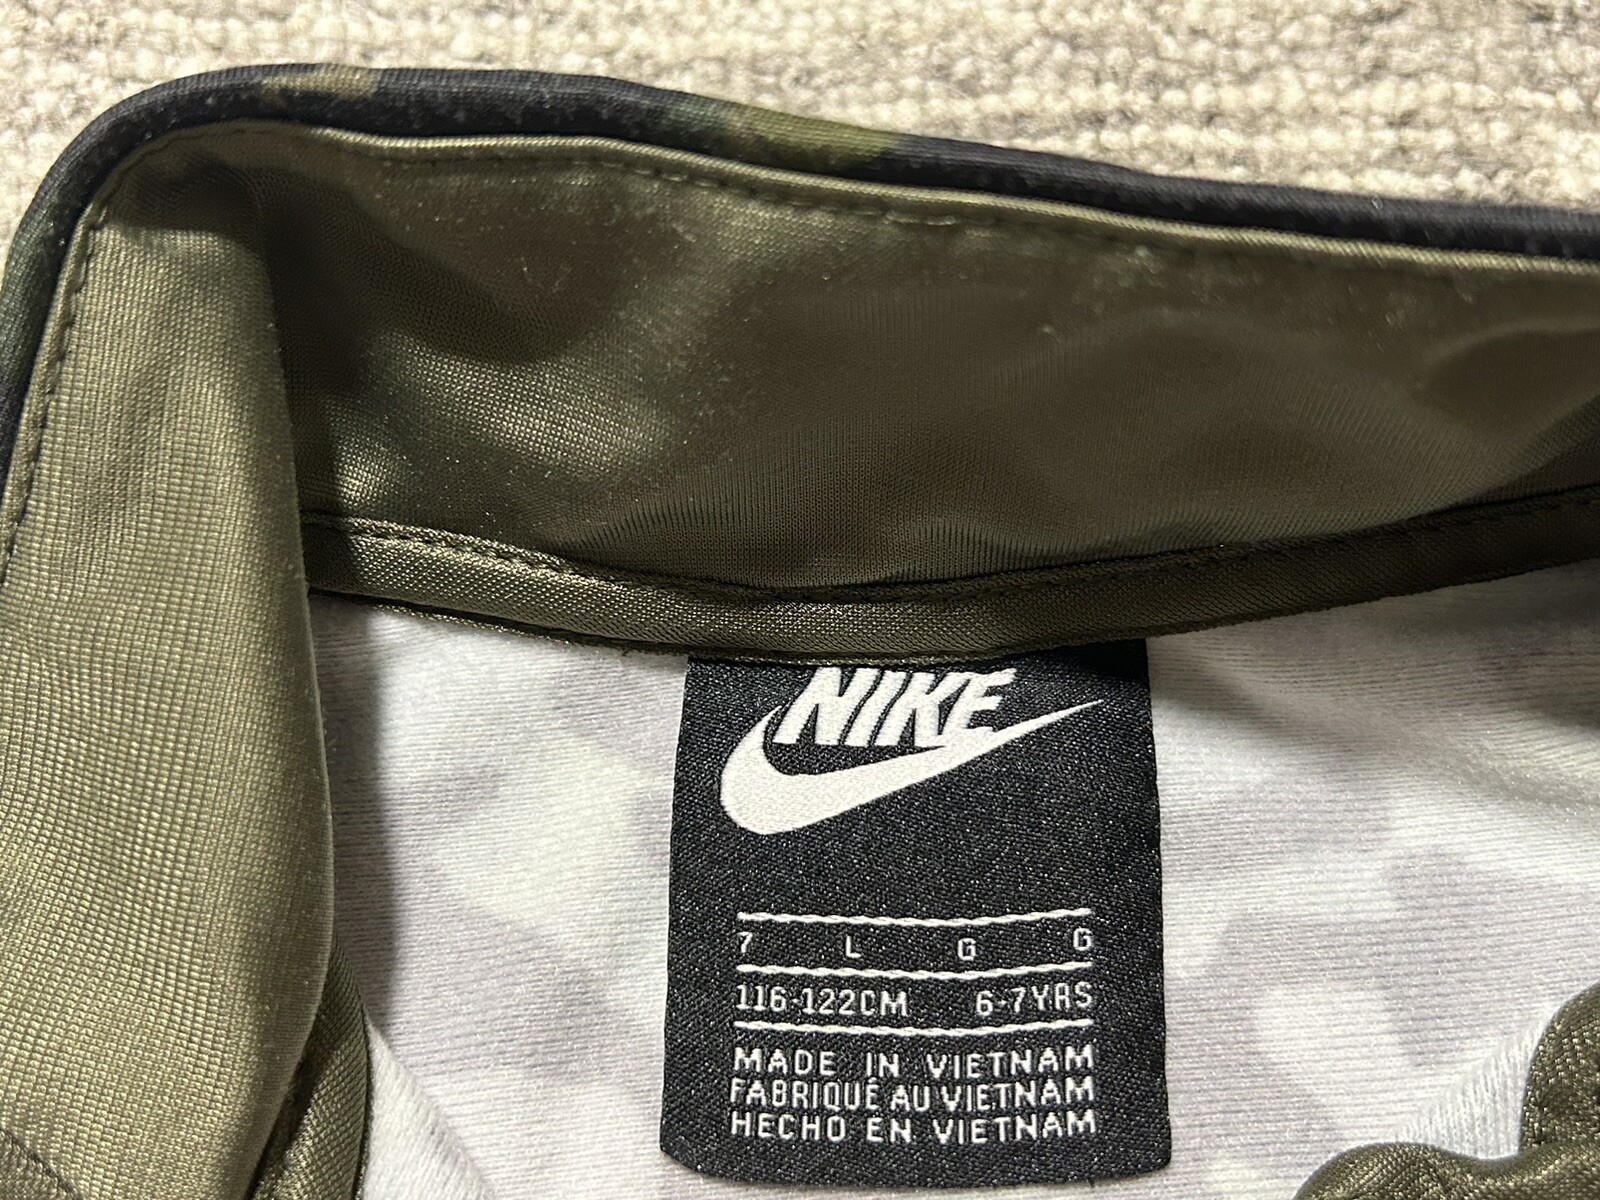 NIKE
7 L G G
116-122CM 6-7YRS
MADE IN VIETNAM
FABRIQUÉ AU VIETNAM
HECHO EN VIETNAM